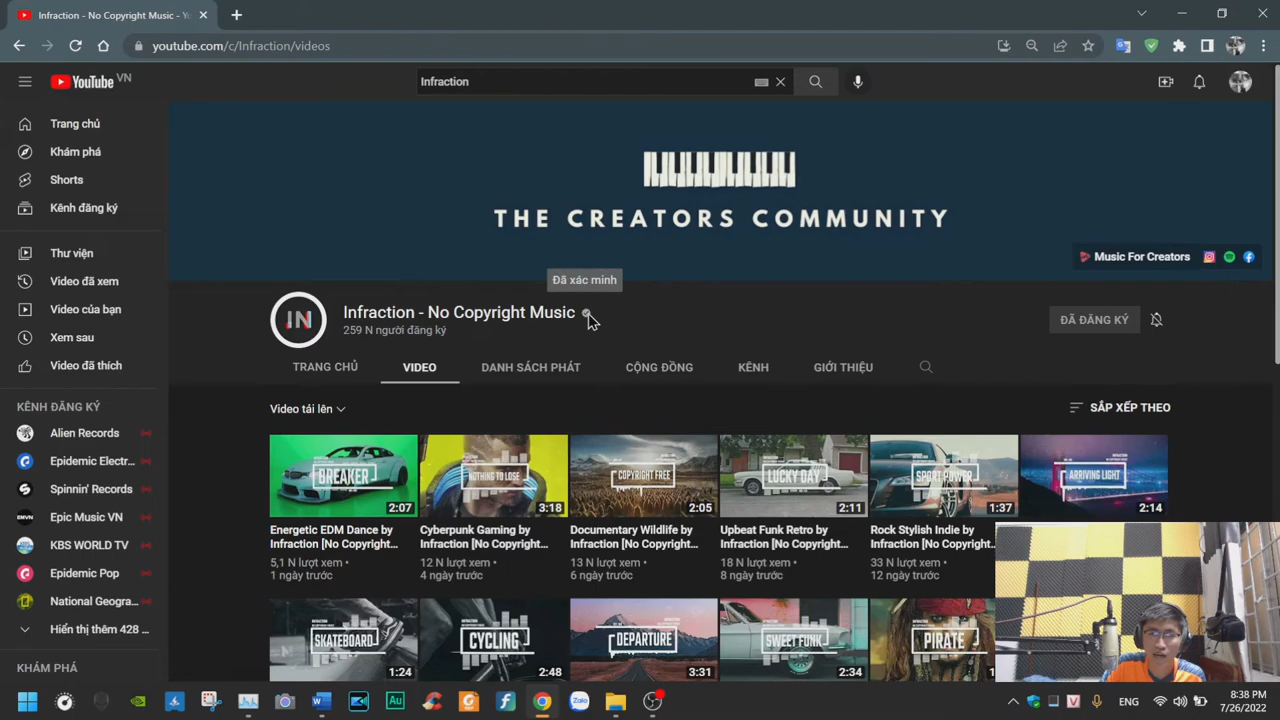 Infraction - No Copyright Music - Yo
youtube.com/c/Infraction/videos
YouTube VN
Infraction
Trang chủ
Khám phá
Shorts
Kênh đăng ký
Thư viện
Video đã xem
Video của bạn
Xem sau
Video đã thích
KÊNH ĐĂNG KÝ
Alien Records
Epidemic Electr...
Spinnin' Records
Epic Music VN
KBS WORLD TV
Epidemic Pop
National Geogra...
Hiển thị thêm 428 ...
KHÁM PHÁ
THE CREATORS COMMUNITY
Music For Creators
Đã xác minh
IN
Infraction - No Copyright Music
259 N người đăng ký
ĐÃ ĐĂNG KÝ
TRANG CHỦ VIDEO DANH SÁCH PHÁT CỘNG ĐỒNG KÊNH GIỚI THIỆU
Video tải lên
SẮP XẾP THEO
BREAKER
2:07
Energetic EDM Dance by
Infraction [No Copyright...
5,1 N lượt xem •
1 ngày trước
NOTHING TO LOSE
3:18
Cyberpunk Gaming by
Infraction [No Copyright...
12 N lượt xem •
4 ngày trước
COPYRIGHT FREE
2:05
Documentary Wildlife by
Infraction [No Copyright...
13 N lượt xem •
6 ngày trước
LUCKY DAY
2:11
Upbeat Funk Retro by
Infraction [No Copyright...
18 N lượt xem •
8 ngày trước
SPORT POWER
1:37
Rock Stylish Indie by
Infraction [No Copyright...
33 N lượt xem •
12 ngày trước
ARRIVING LIGHT
2:14
SKATEBOARD
1:24
CYCLING
2:48
DEPARTURE
3:31
SWEET FUNK
2:34
PIRATE
Au
Zalo
ENG
8:38 PM
7/26/2022